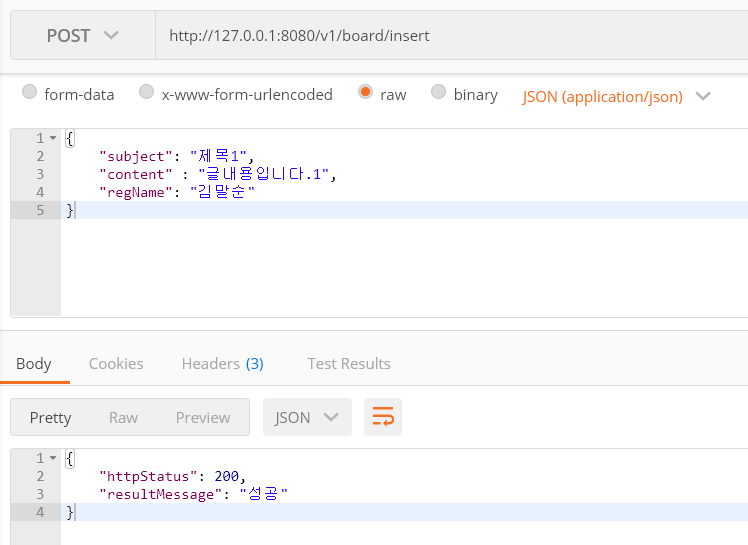 POST http://127.0.0.1:8080/v1/board/insert
form-data x-www-form-urlencoded raw binary JSON (application/json)
1 {
2 "subject": "제목1",
3 "content" : "글내용입니다.1",
4 "regName": "김말순"
5 }
Body Cookies Headers (3) Test Results
Pretty Raw Preview JSON
1 {
2 "httpStatus": 200,
3 "resultMessage": "성공"
4 }